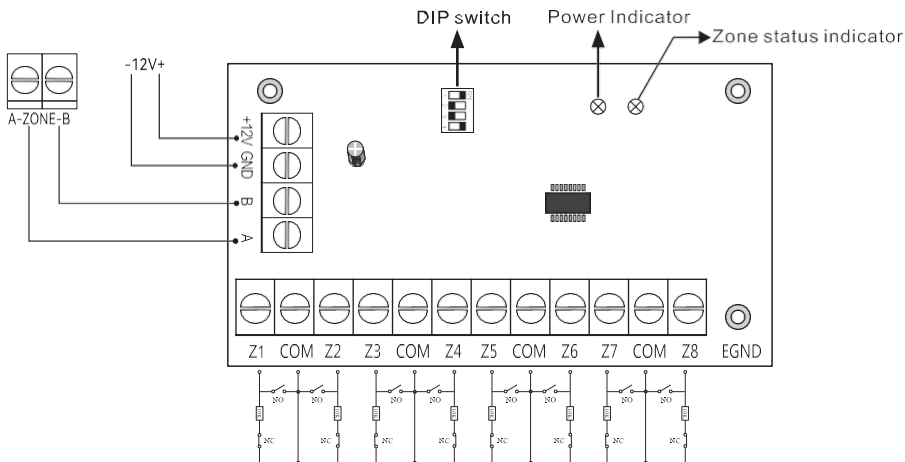 DIP switch
Power Indicator
Zone status indicator
-12V+
A-ZONE-B
+12V
GND
B
A
Z1 COM Z2 Z3 COM Z4 Z5 COM Z6 Z7 COM Z8 EGND
NO NO NO NO NO NO NO NO
NC NC NC NC NC NC NC NC